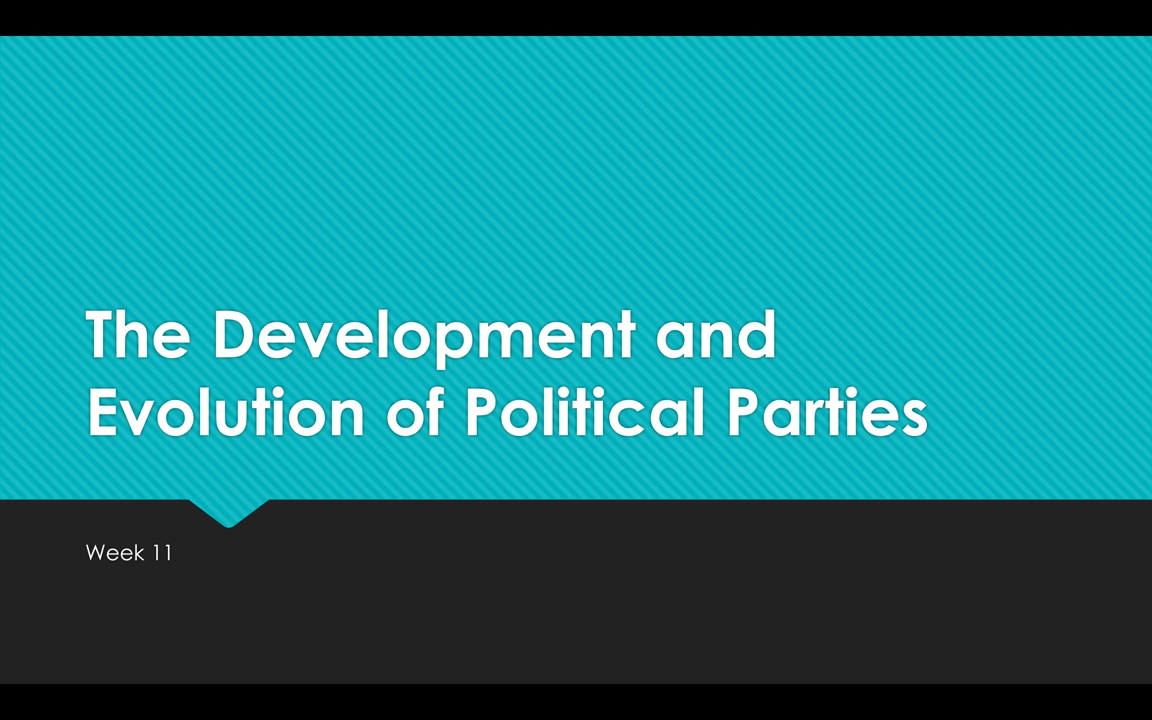 The Development and
Evolution of Political Parties
Week 11